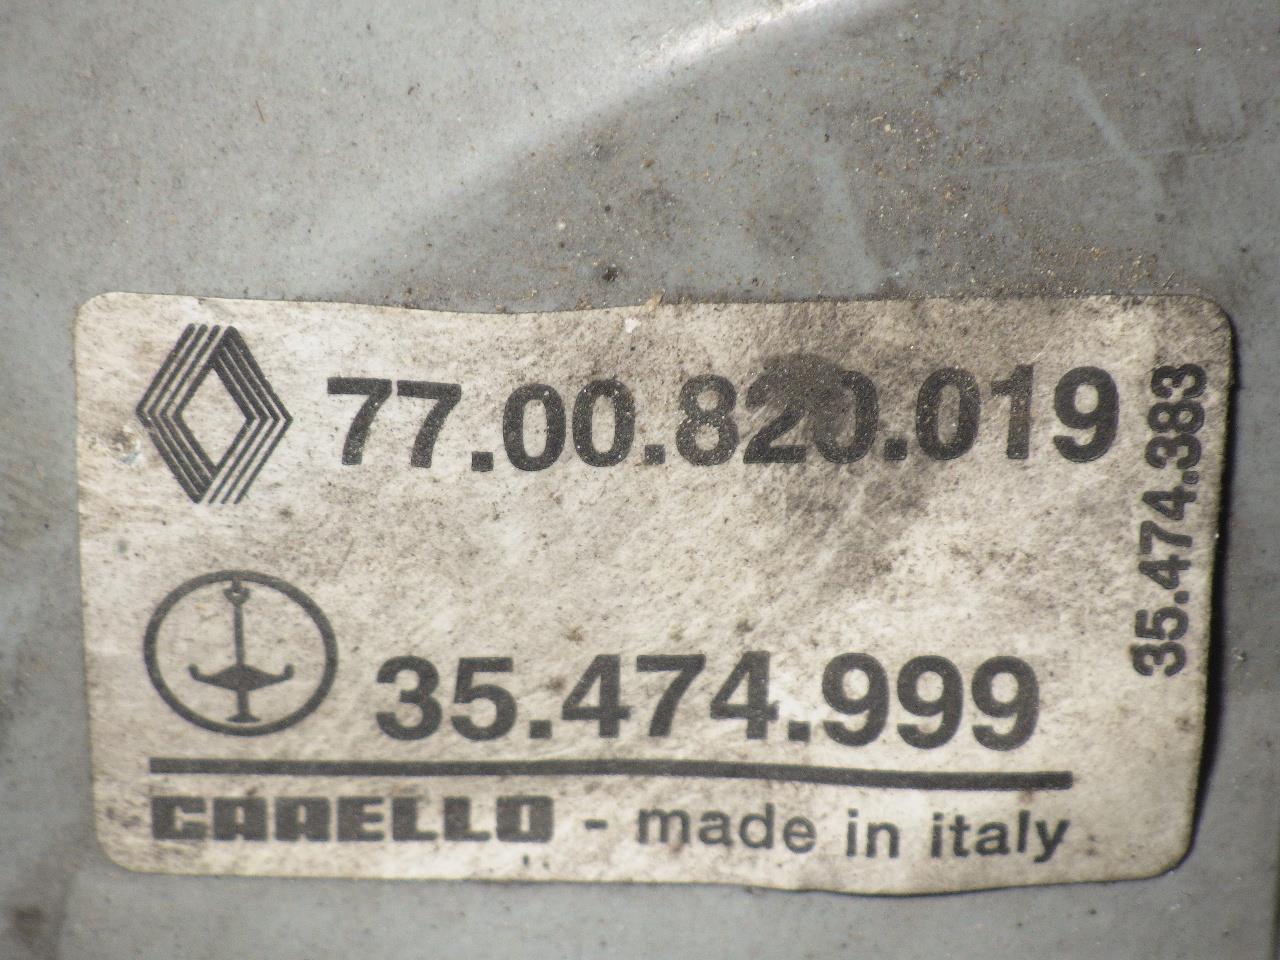 77.00.820.019
35.474.383
35.474.999
CARELLO - made in italy